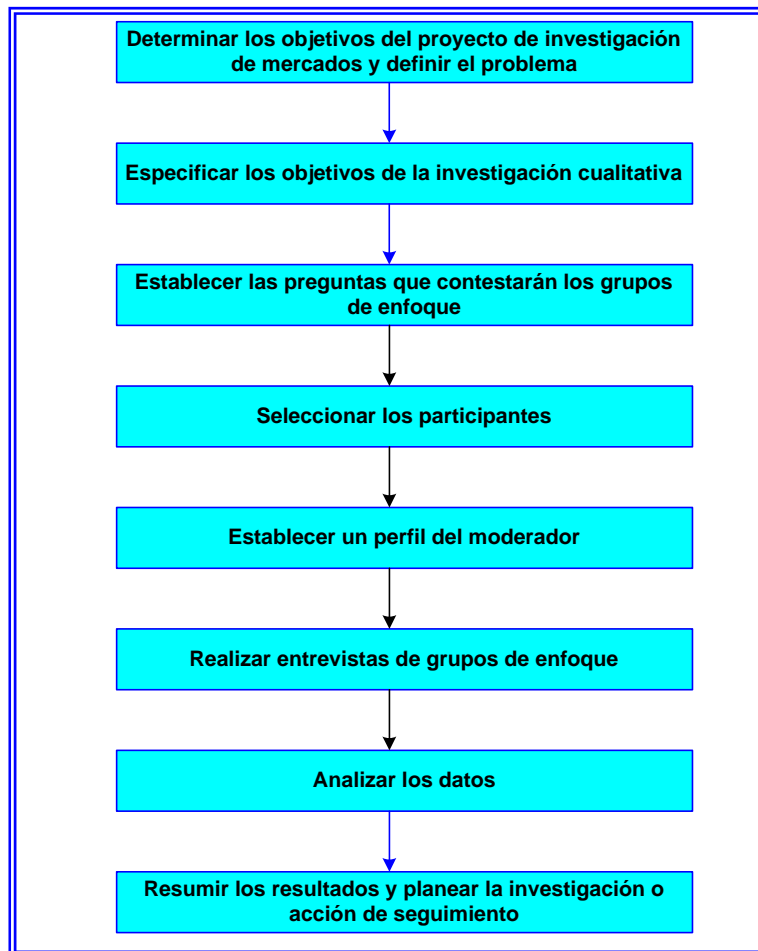 Determinar los objetivos del proyecto de investigación
de mercados y definir el problema
Especificar los objetivos de la investigación cualitativa
Establecer las preguntas que contestarán los grupos
de enfoque
Seleccionar los participantes
Establecer un perfil del moderador
Realizar entrevistas de grupos de enfoque
Analizar los datos
Resumir los resultados y planear la investigación o
acción de seguimiento